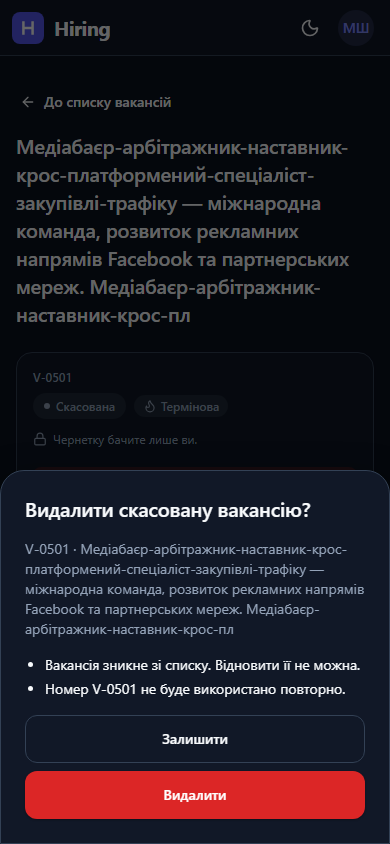 H Hiring МШ
До списку вакансій
Медіабаєр-арбітражник-наставник-
крос-платформений-спеціаліст-
закупівлі-трафіку — міжнародна
команда, розвиток рекламних
напрямів Facebook та партнерських
мереж. Медіабаєр-арбітражник-
наставник-крос-пл
V-0501
Скасована Термінова
Чернетку бачите лише ви.
Видалити скасовану вакансію?
V-0501 · Медіабаєр-арбітражник-наставник-крос-
платформений-спеціаліст-закупівлі-трафіку —
міжнародна команда, розвиток рекламних напрямів
Facebook та партнерських мереж. Медіабаєр-
арбітражник-наставник-крос-пл
• Вакансія зникне зі списку. Відновити її не можна.
• Номер V-0501 не буде використано повторно.
Залишити
Видалити